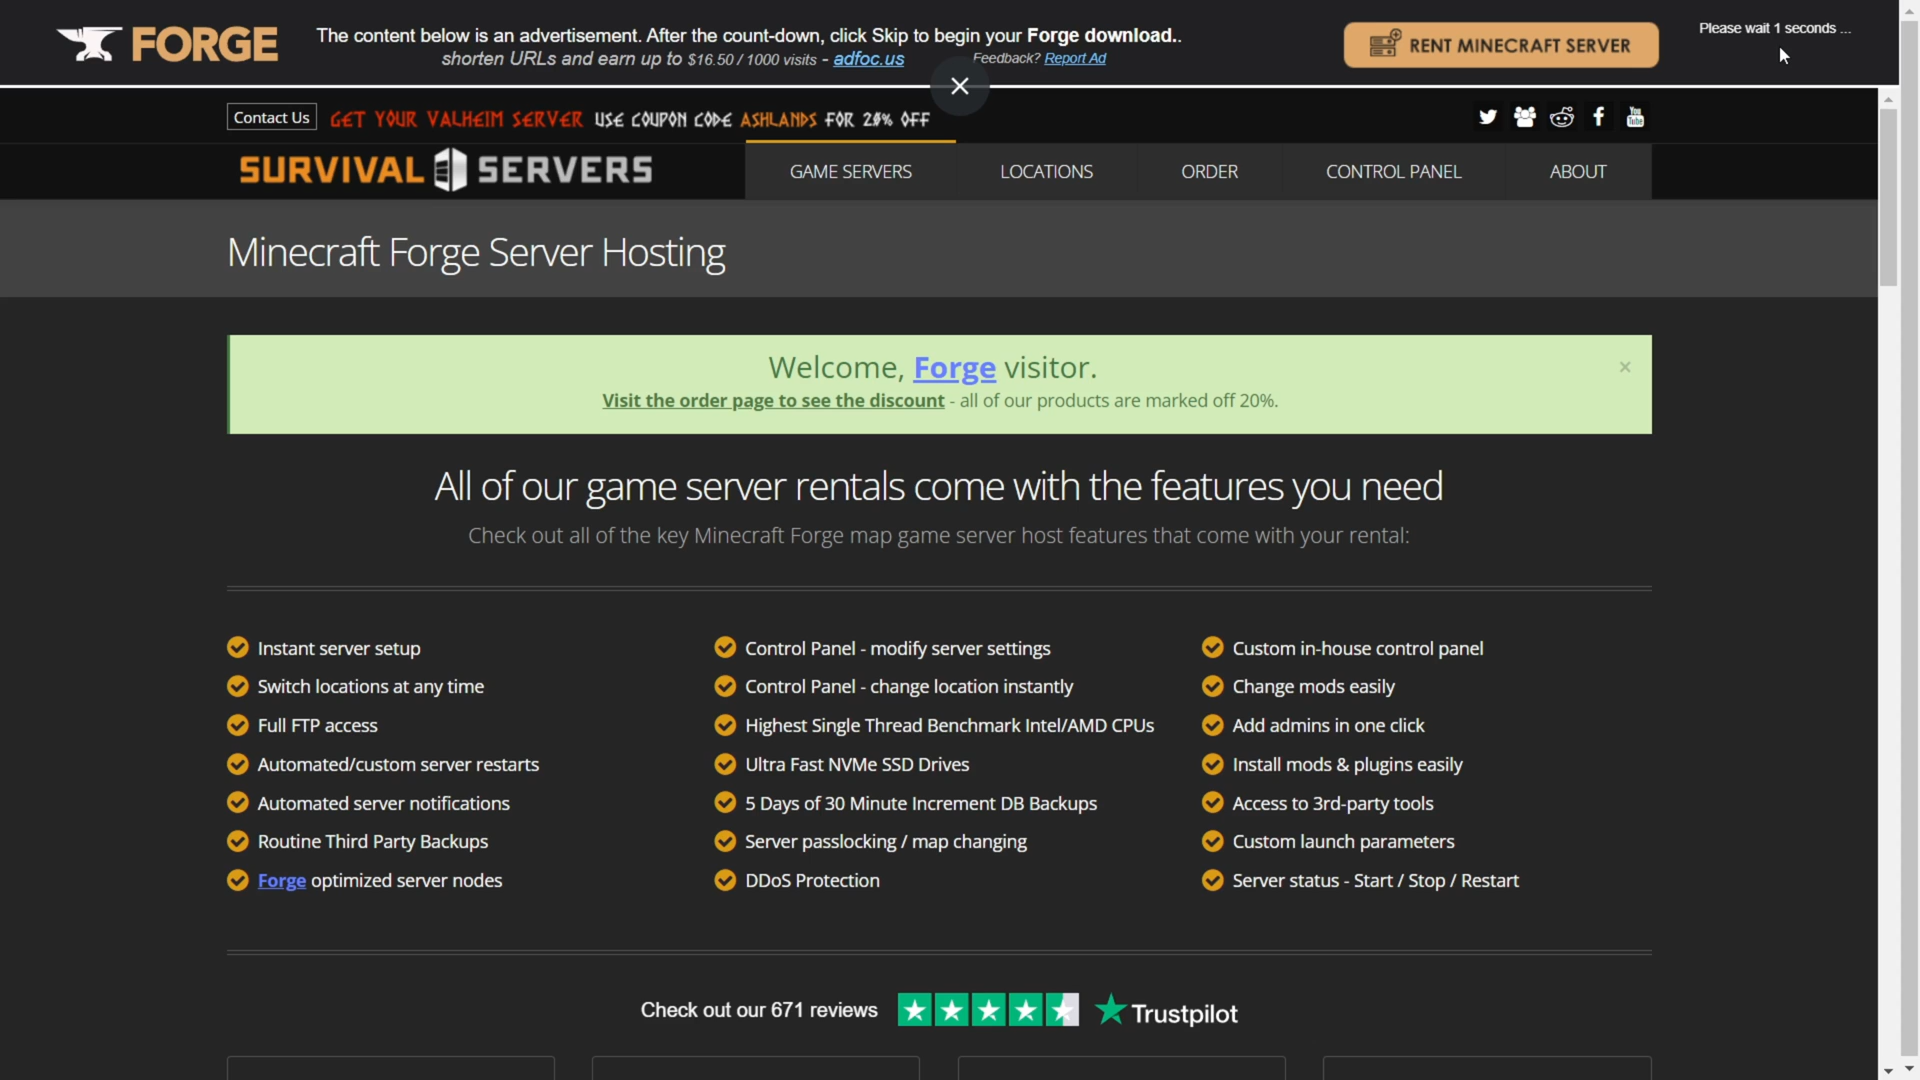 FORGE
The content below is an advertisement. After the count-down, click Skip to begin your Forge download..
shorten URLs and earn up to $16.50 / 1000 visits - adfoc.us
Feedback? Report Ad
RENT MINECRAFT SERVER
Please wait 1 seconds ...
Contact Us
GET YOUR VALHEIM SERVER USE COUPON CODE ASHLANDS FOR 20% OFF
You Tube
SURVIVAL SERVERS
GAME SERVERS
LOCATIONS
ORDER
CONTROL PANEL
ABOUT
Minecraft Forge Server Hosting
Welcome, Forge visitor.
×
Visit the order page to see the discount - all of our products are marked off 20%.
All of our game server rentals come with the features you need
Check out all of the key Minecraft Forge map game server host features that come with your rental:
Instant server setup
Switch locations at any time
Full FTP access
Automated/custom server restarts
Automated server notifications
Routine Third Party Backups
Forge optimized server nodes
Control Panel - modify server settings
Control Panel - change location instantly
Highest Single Thread Benchmark Intel/AMD CPUs
Ultra Fast NVMe SSD Drives
5 Days of 30 Minute Increment DB Backups
Server passlocking / map changing
DDoS Protection
Custom in-house control panel
Change mods easily
Add admins in one click
Install mods & plugins easily
Access to 3rd-party tools
Custom launch parameters
Server status - Start / Stop / Restart
Check out our 671 reviews
Trustpilot